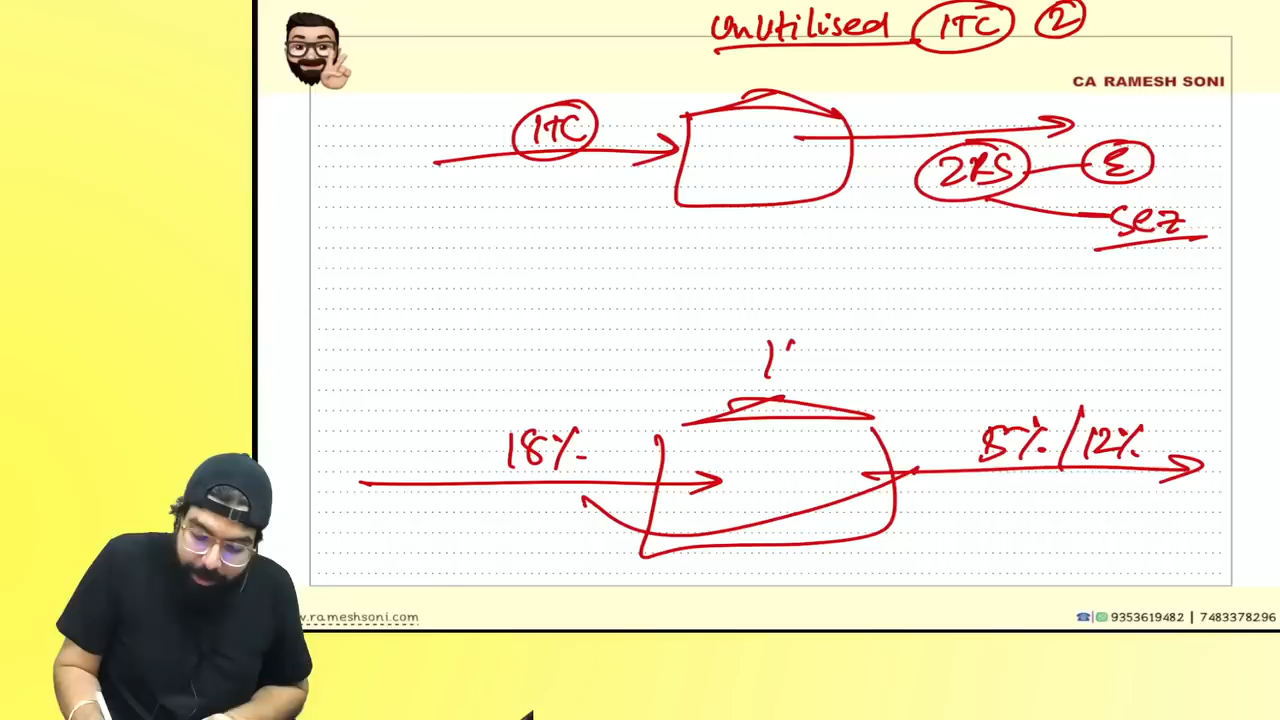 Unutilised ITC 2
CA RAMESH SONI
ITC
ZRS E
SEZ
18% 5% / 12%
v.rameshsoni.com
9353619482 | 7483378296